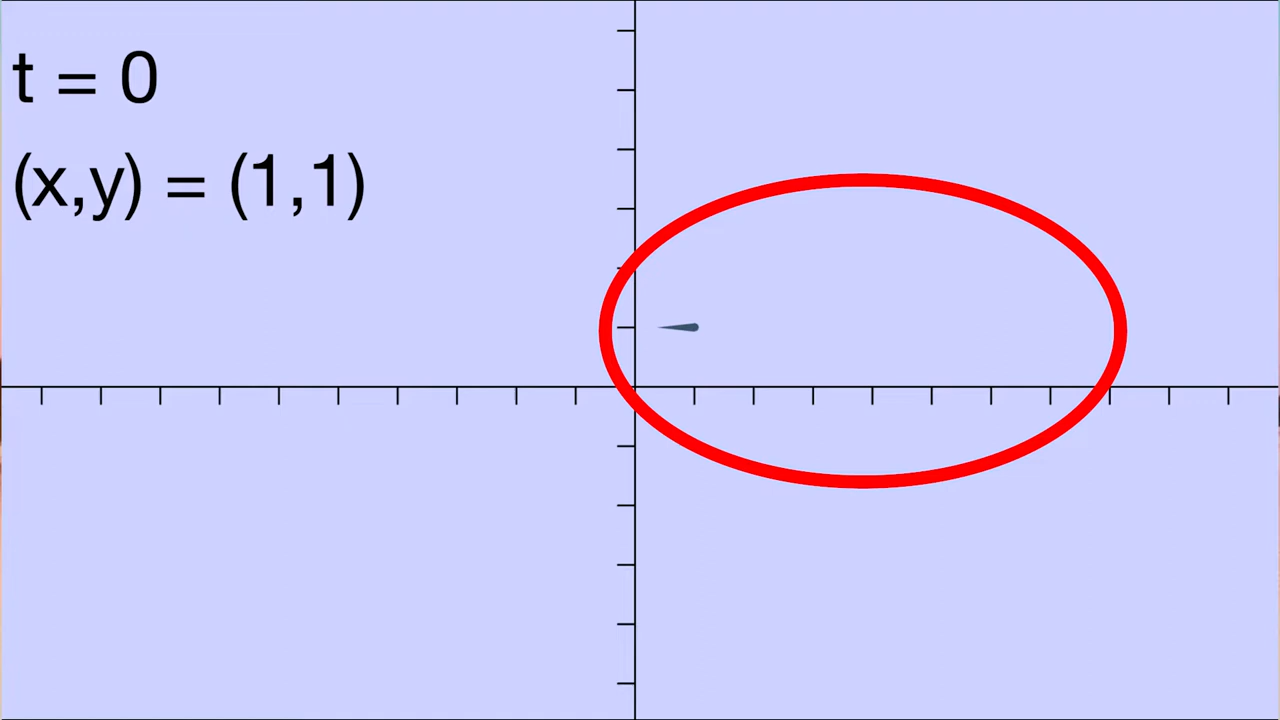 t = 0
(x,y) = (1,1)